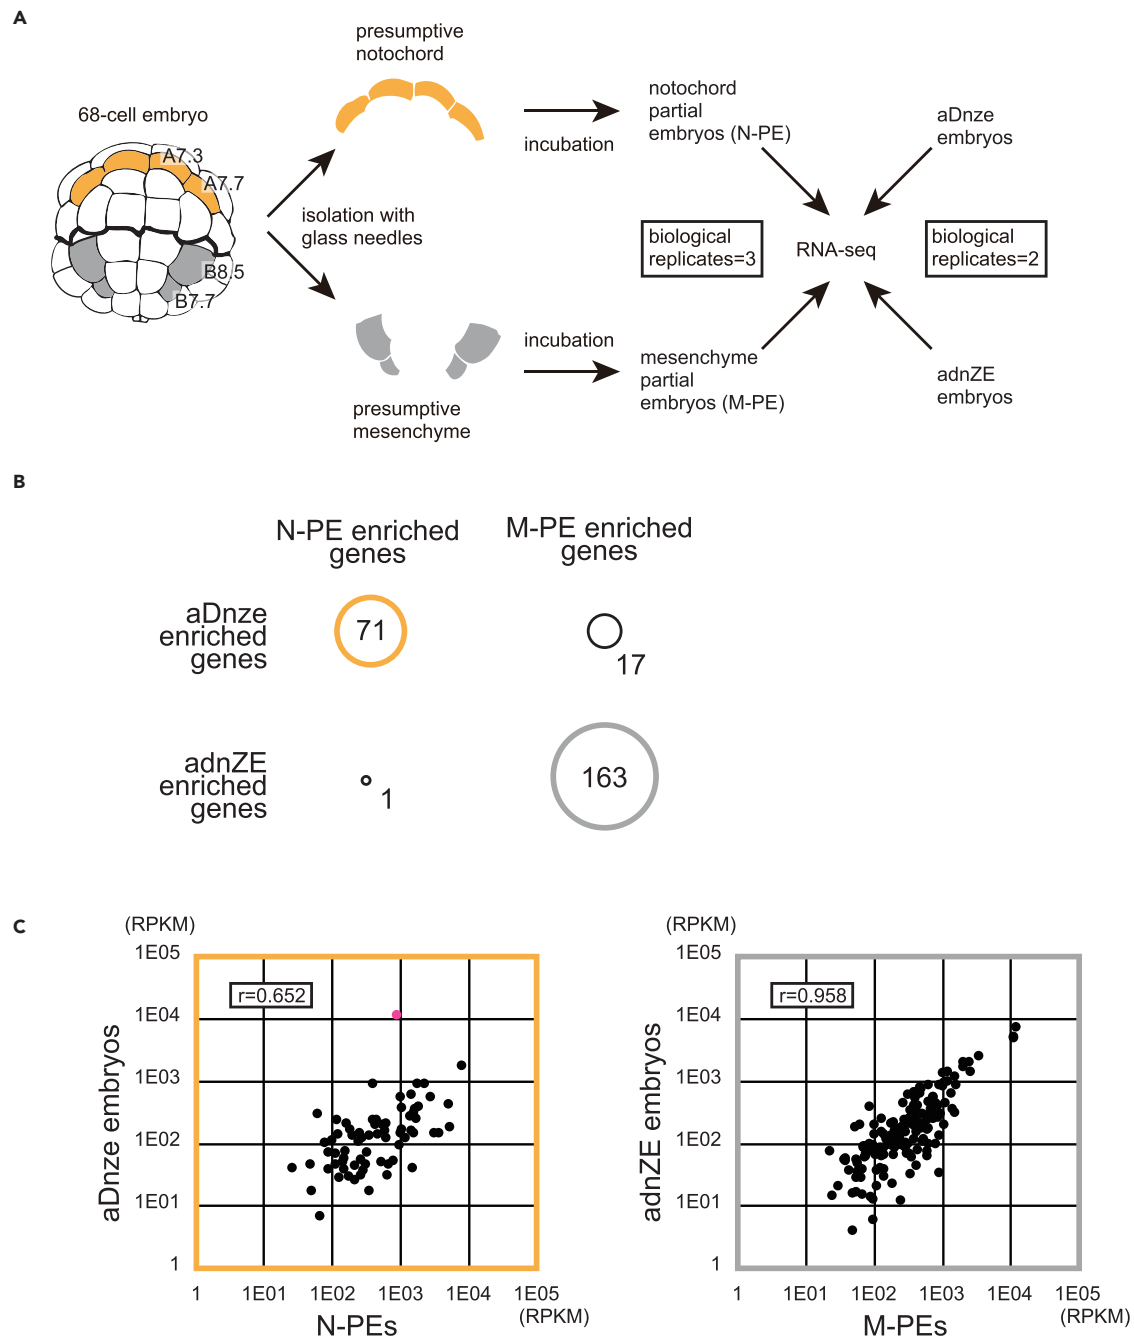 A
68-cell embryo
A7.3
A7.7
B8.5
B7.7
isolation with
glass needles
presumptive
notochord
presumptive
mesenchyme
incubation
incubation
notochord
partial
embryos (N-PE)
mesenchyme
partial
embryos (M-PE)
biological
replicates=3
RNA-seq
biological
replicates=2
aDnze
embryos
adnZE
embryos
B
N-PE enriched
genes
M-PE enriched
genes
aDnze
enriched
genes
71
17
adnZE
enriched
genes
1
163
C
(RPKM)
1E05
1E04
1E03
1E02
1E01
1
aDnze embryos
r=0.652
1
1E01
1E02
1E03
1E04
1E05
(RPKM)
N-PEs
(RPKM)
1E05
1E04
1E03
1E02
1E01
1
adnZE embryos
r=0.958
1
1E01
1E02
1E03
1E04
1E05
(RPKM)
M-PEs